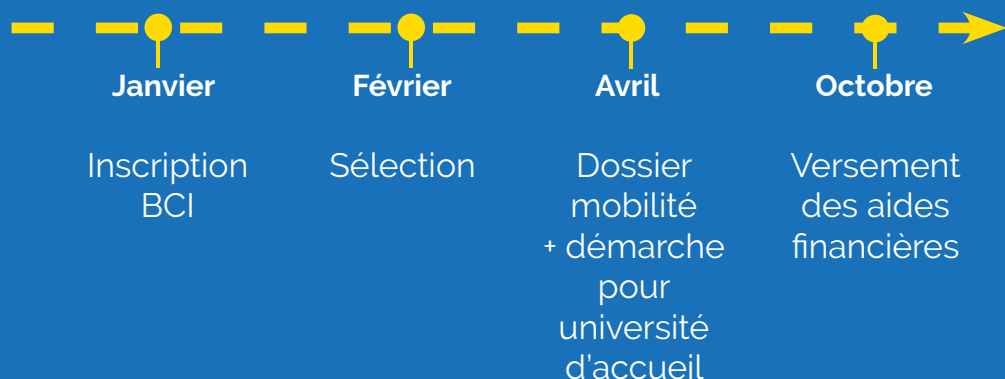 Janvier
Février
Avril
Octobre
Inscription
BCI
Sélection
Dossier
mobilité
+ démarche
pour
université
d'accueil
Versement
des aides
financières